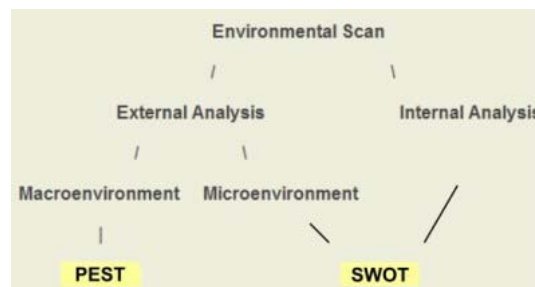 Environmental Scan
External Analysis Internal Analysis
Macroenvironment Microenvironment
PEST SWOT